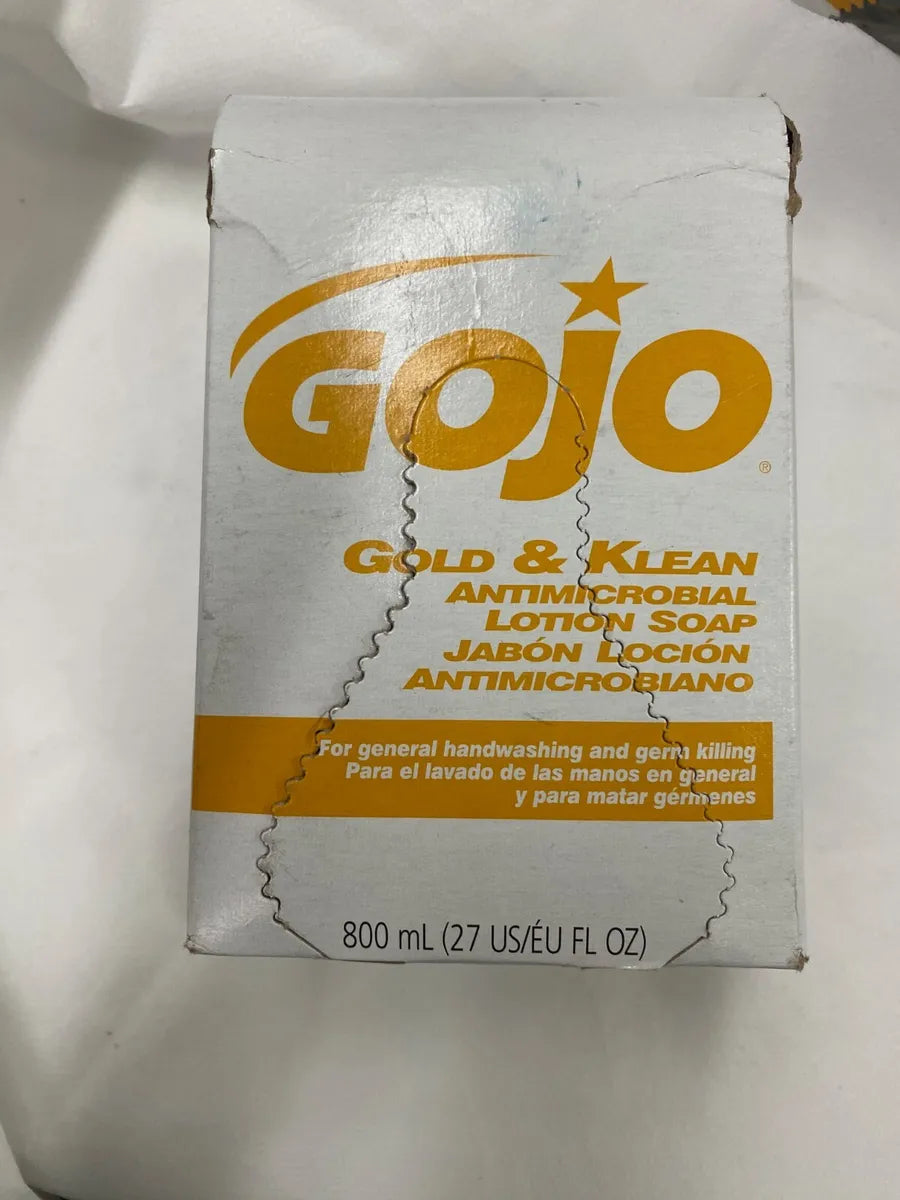 GOJO
®
GOLD & KLEAN
ANTIMICROBIAL
LOTION SOAP
JABÓN LOCIÓN
ANTIMICROBIANO
For general handwashing and germ killing
Para el lavado de las manos en general
y para matar gérmenes
800 mL (27 US/ÉU FL OZ)